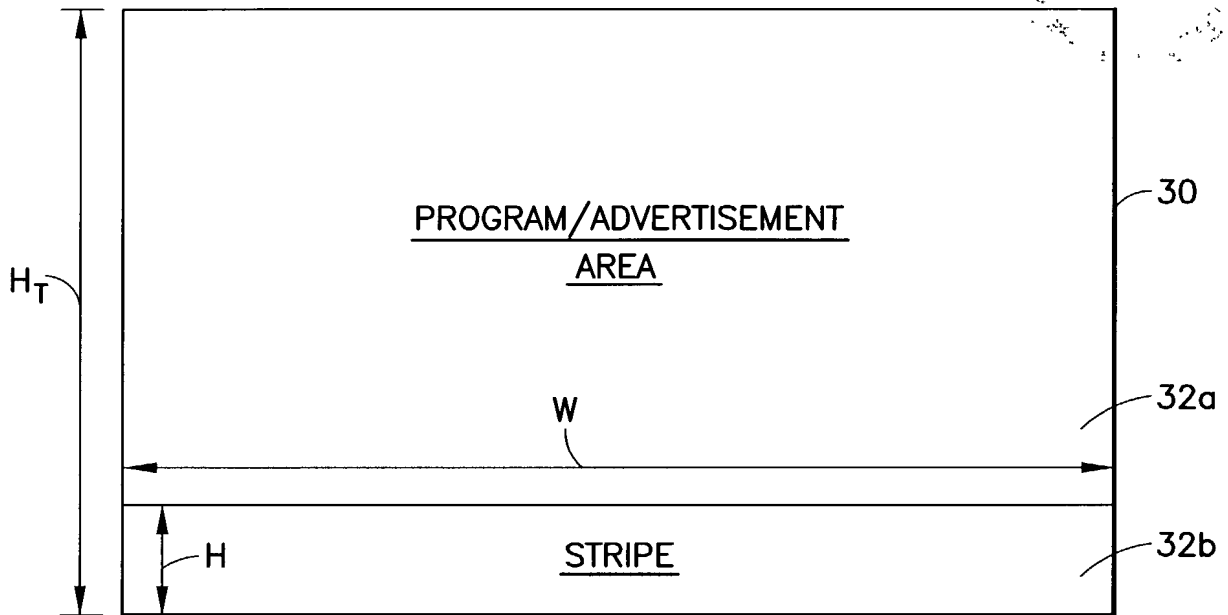 PROGRAM/ADVERTISEMENT
AREA
30
H_T
32a
W
H
STRIPE
32b